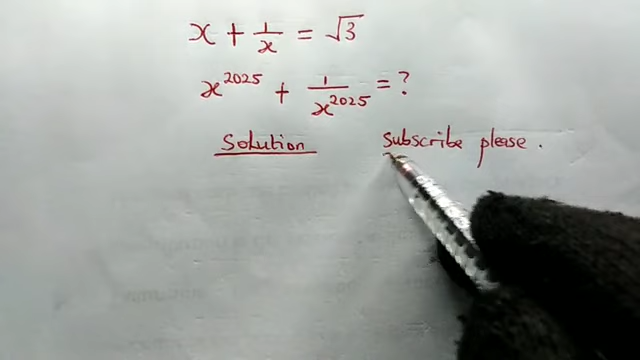 x + 1/x = √3
x^2025 + 1/x^2025 = ?
Solution
Subscribe please.